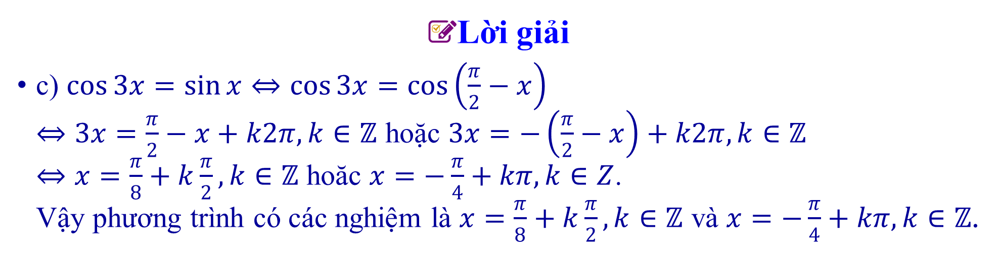 Lời giải
• c) cos 3x = sin x ⇔ cos 3x = cos (π/2 − x)
⇔ 3x = π/2 − x + k2π, k ∈ ℤ hoặc 3x = − (π/2 − x) + k2π, k ∈ ℤ
⇔ x = π/8 + k π/2, k ∈ ℤ hoăc x = − π/4 + kπ, k ∈ Z.
Vậy phương trình có các nghiệm là x = π/8 + k π/2, k ∈ ℤ và x = − π/4 + kπ, k ∈ ℤ.